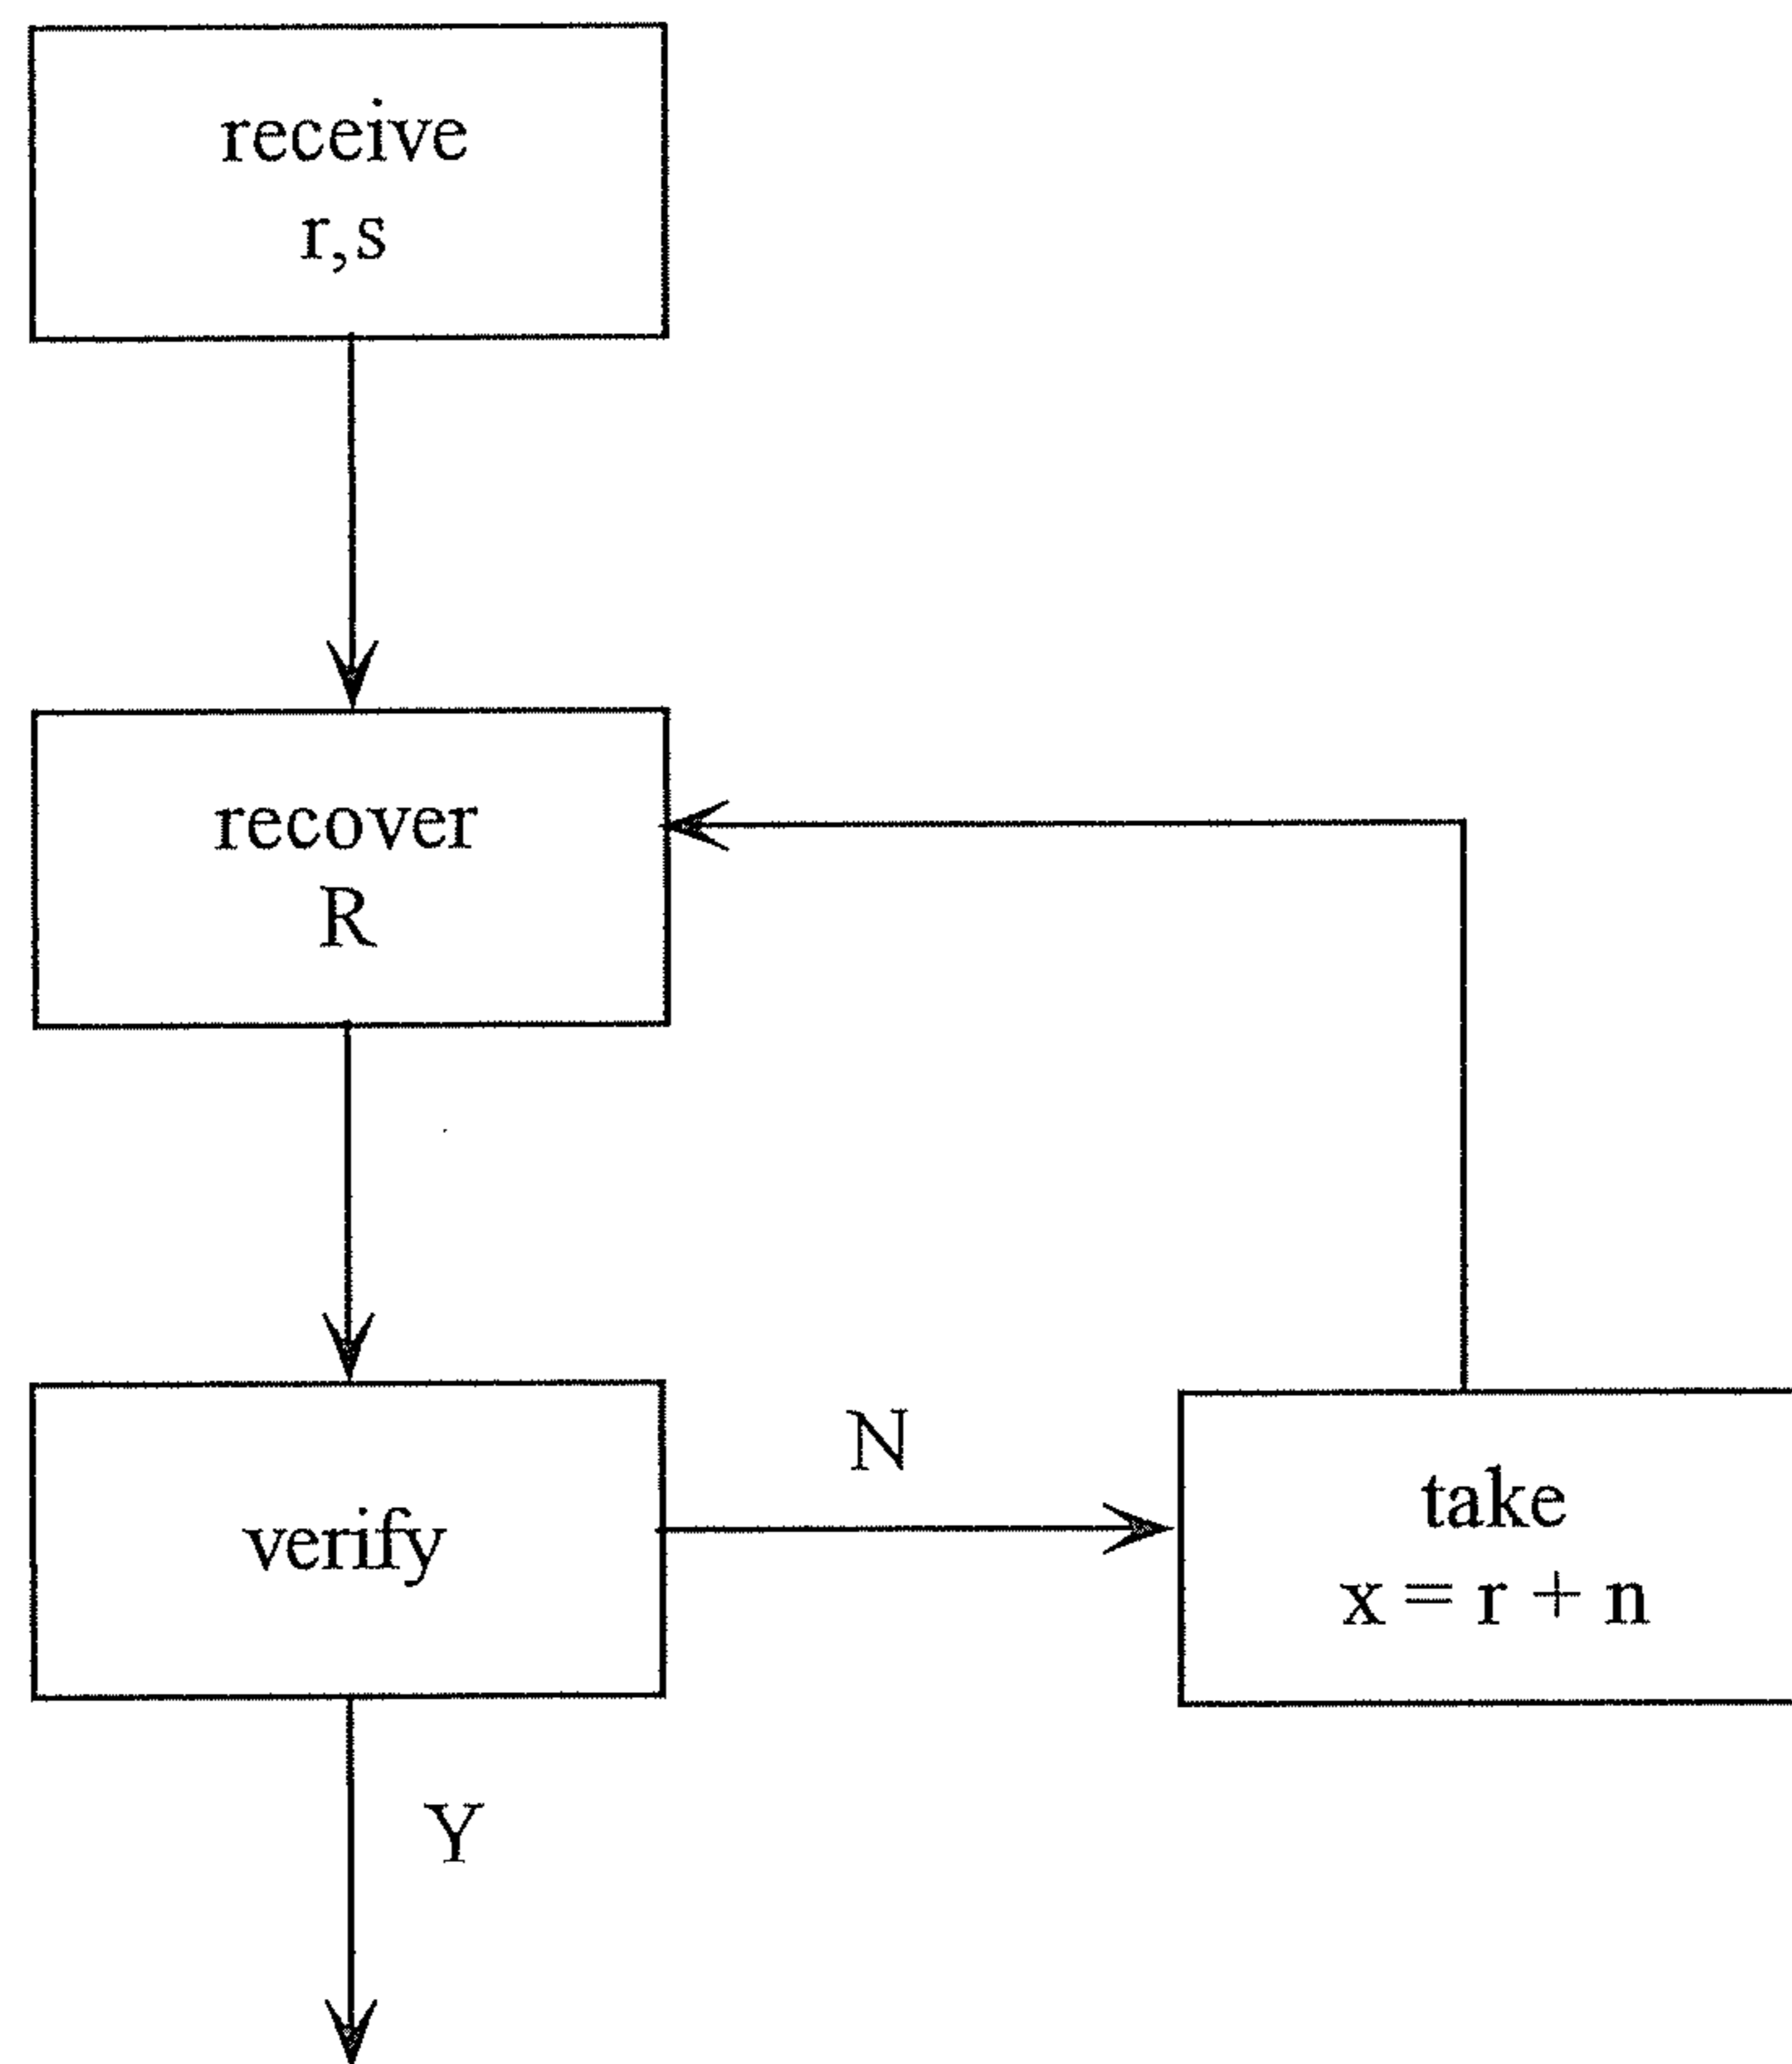 receive
r,s
recover
R
verify
N
take
x = r + n
Y